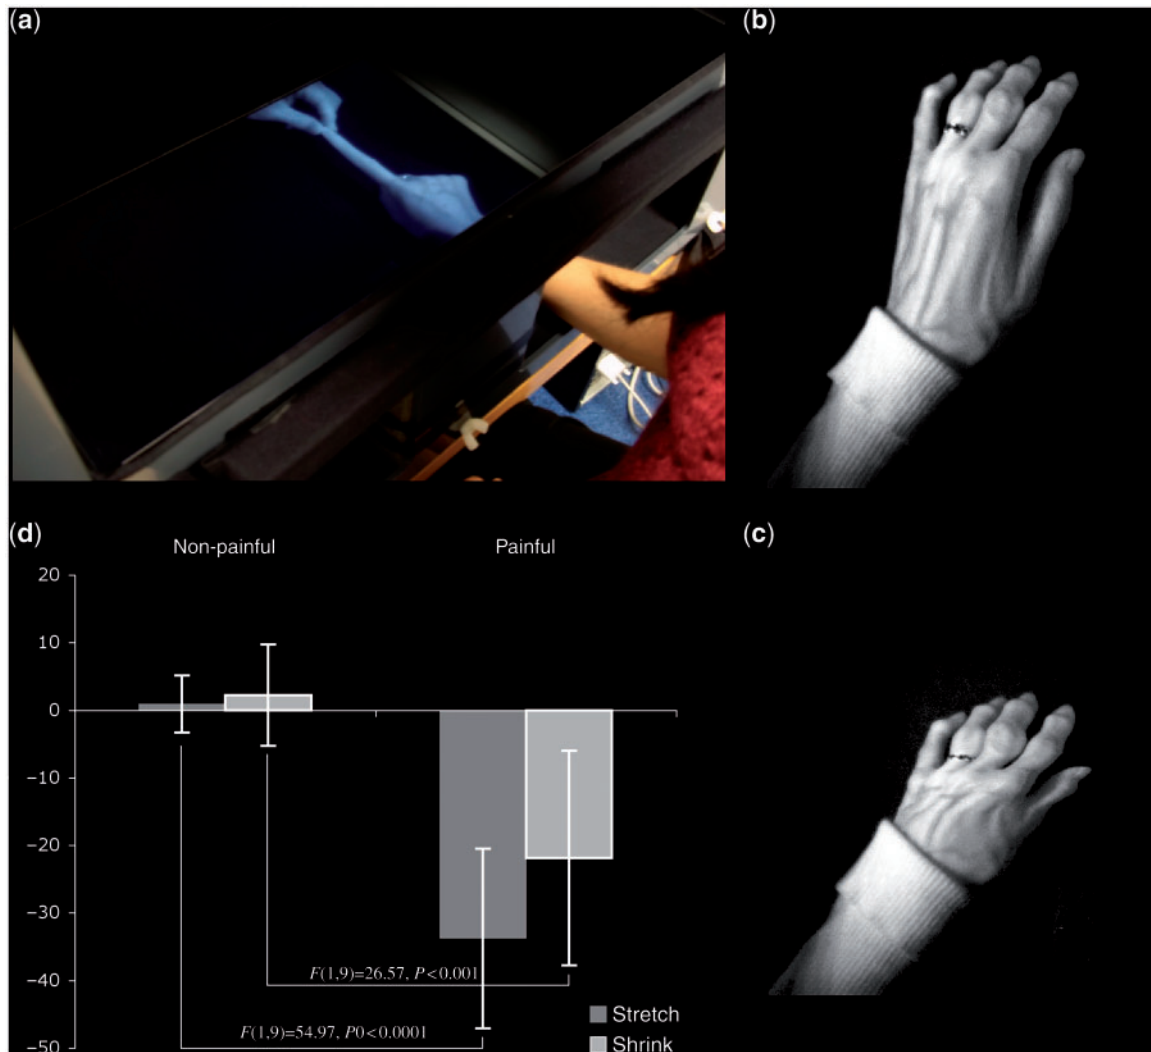 (a)
(b)
(d)
Non-painful
Painful
20
10
0
−10
−20
−30
−40
−50
F(1,9)=26.57, P<0.001
F(1,9)=54.97, P0<0.0001
Stretch
Shrink
(c)